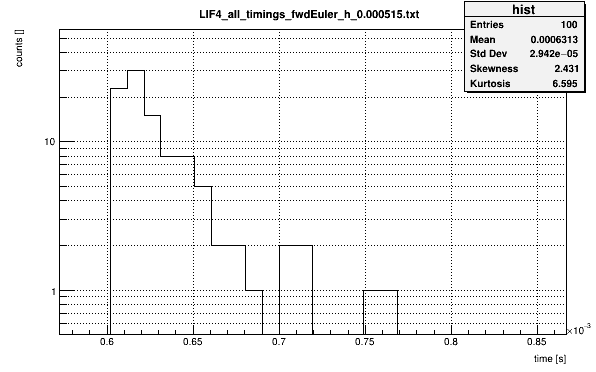 LIF4_all_timings_fwdEuler_h_0.000515.txt
hist
Entries 100
Mean 0.0006313
Std Dev 2.942e−05
Skewness 2.431
Kurtosis 6.595
counts []
10
1
0.6 0.65 0.7 0.75 0.8 0.85
×10⁻³
time [s]